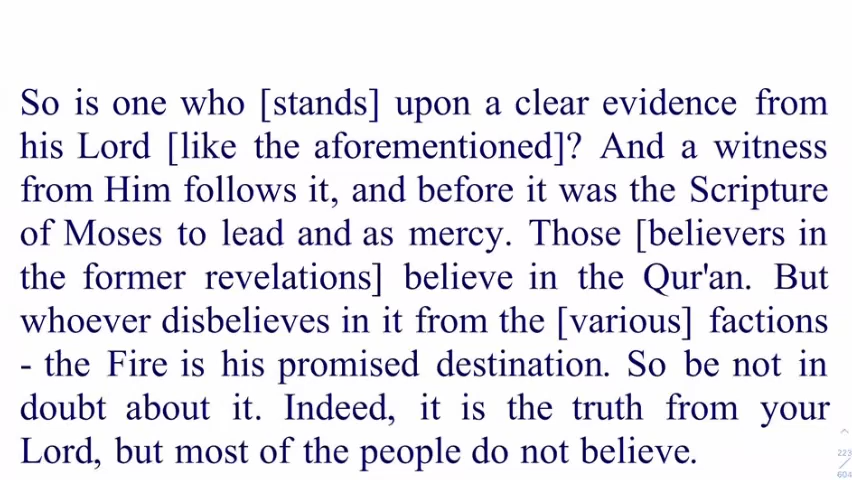 So is one who [stands] upon a clear evidence from
his Lord [like the aforementioned]? And a witness
from Him follows it, and before it was the Scripture
of Moses to lead and as mercy. Those [believers in
the former revelations] believe in the Qur'an. But
whoever disbelieves in it from the [various] factions
- the Fire is his promised destination. So be not in
doubt about it. Indeed, it is the truth from your
Lord, but most of the people do not believe.
223
/
604